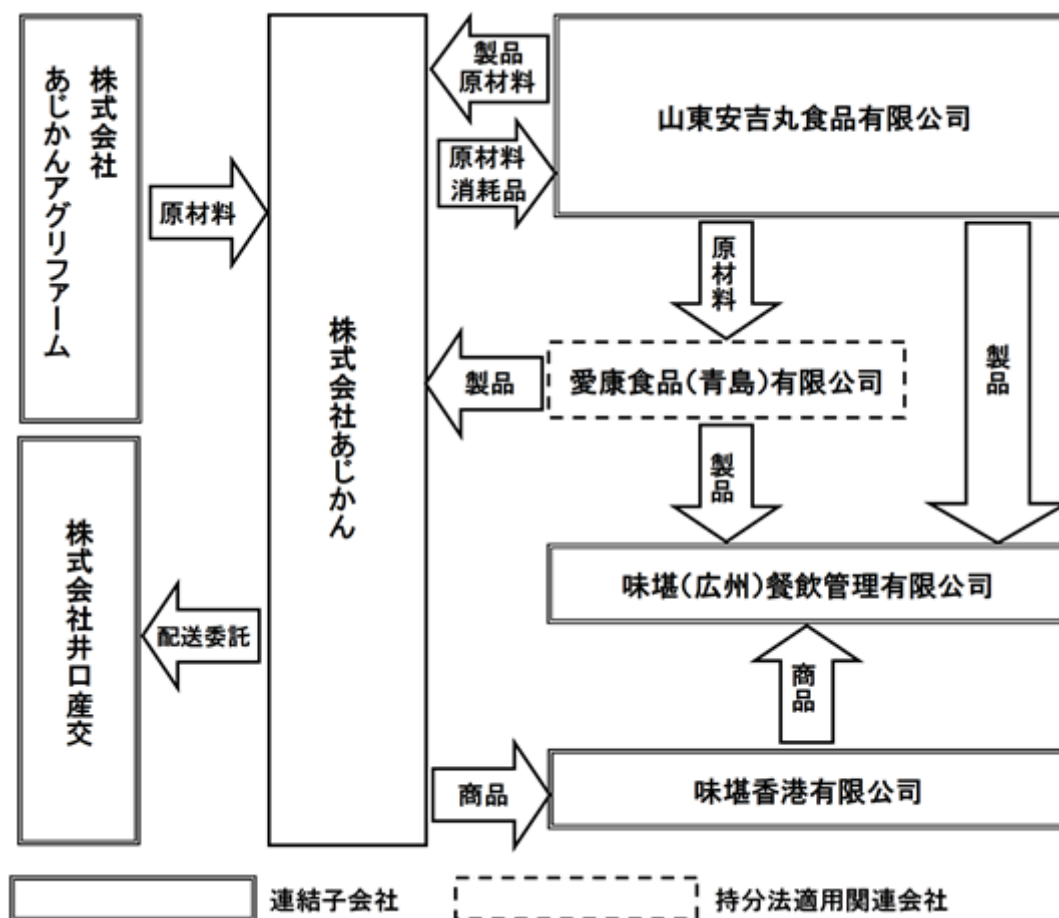 株式会社
あじかんアグリファーム
原材料
株式会社井口産交
配送委託
株式会社あじかん
製品
原材料
原材料
消耗品
製品
商品
山東安吉丸食品有限公司
原材料
愛康食品(青島)有限公司
製品
製品
味堪(広州)餐飲管理有限公司
商品
味堪香港有限公司
連結子会社
持分法適用関連会社